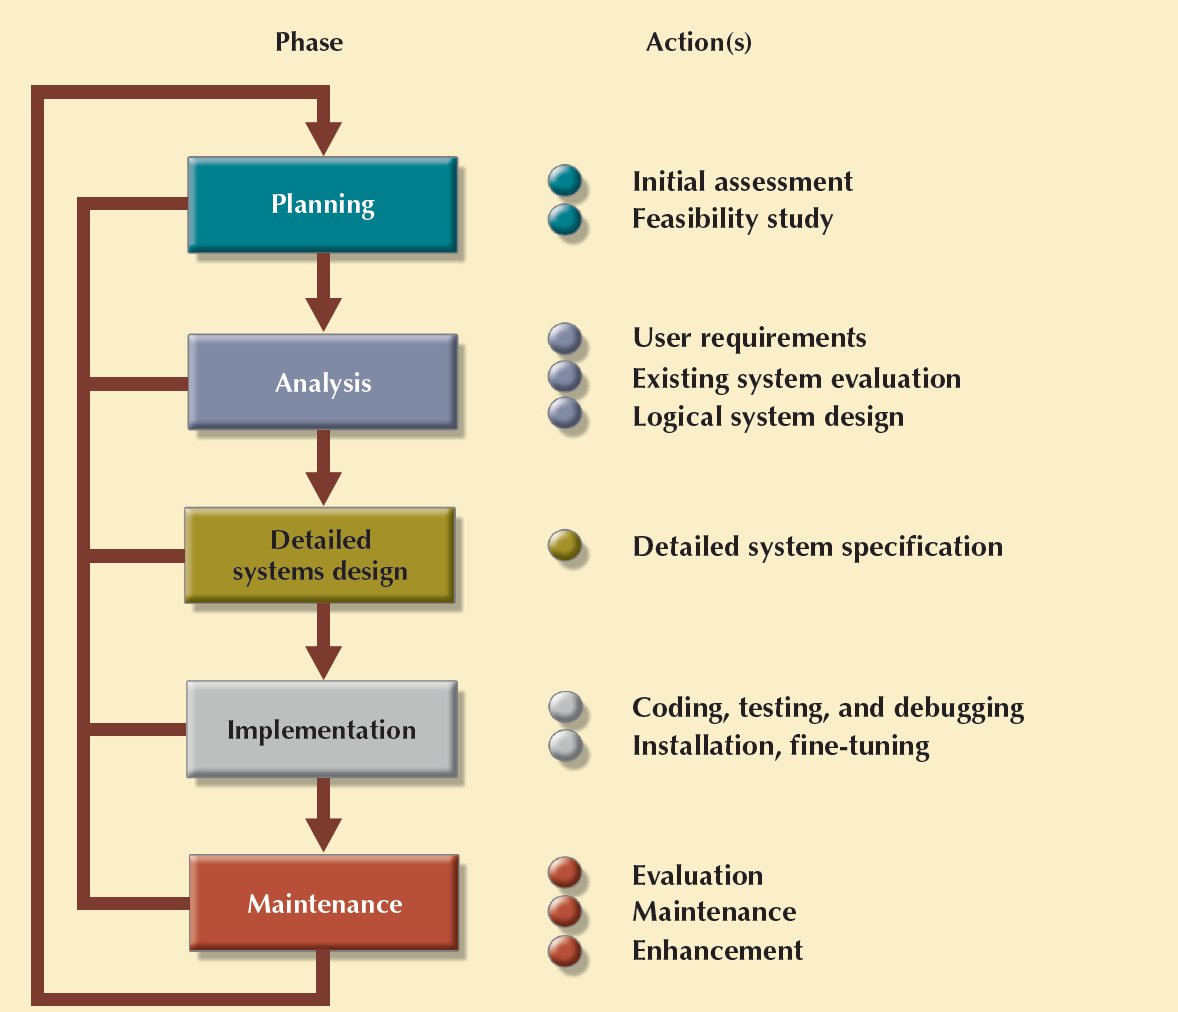 Phase
Action(s)
Planning
Initial assessment
Feasibility study
Analysis
User requirements
Existing system evaluation
Logical system design
Detailed
systems design
Detailed system specification
Implementation
Coding, testing, and debugging
Installation, fine-tuning
Maintenance
Evaluation
Maintenance
Enhancement